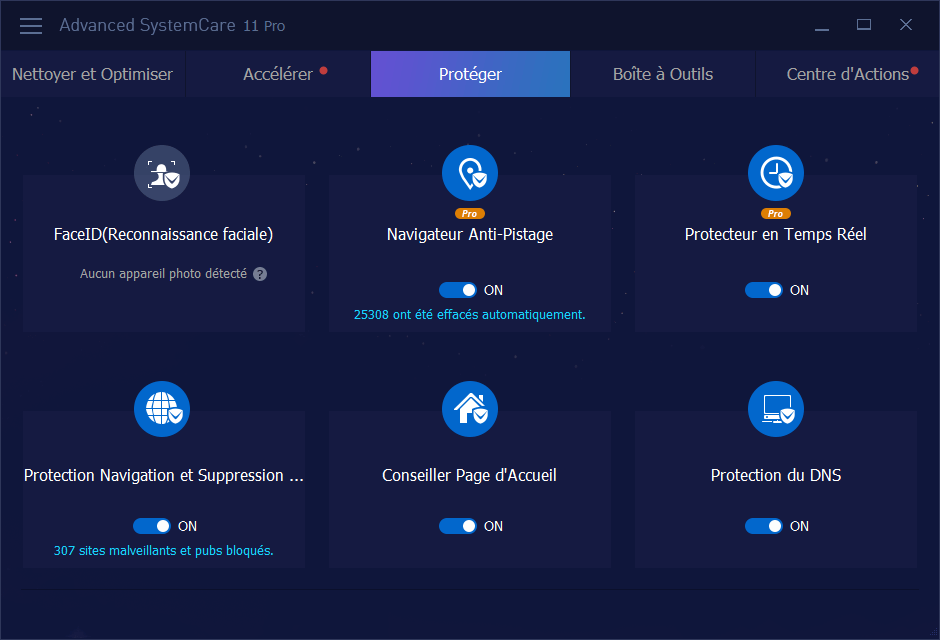 Advanced SystemCare 11 Pro
Nettoyer et Optimiser
Accélérer
Protéger
Boîte à Outils
Centre d'Actions
FaceID(Reconnaissance faciale)
Aucun appareil photo détecté ?
Pro
Navigateur Anti-Pistage
ON
25308 ont été effacés automatiquement.
Pro
Protecteur en Temps Réel
ON
Protection Navigation et Suppression ...
ON
307 sites malveillants et pubs bloqués.
Conseiller Page d'Accueil
ON
Protection du DNS
ON